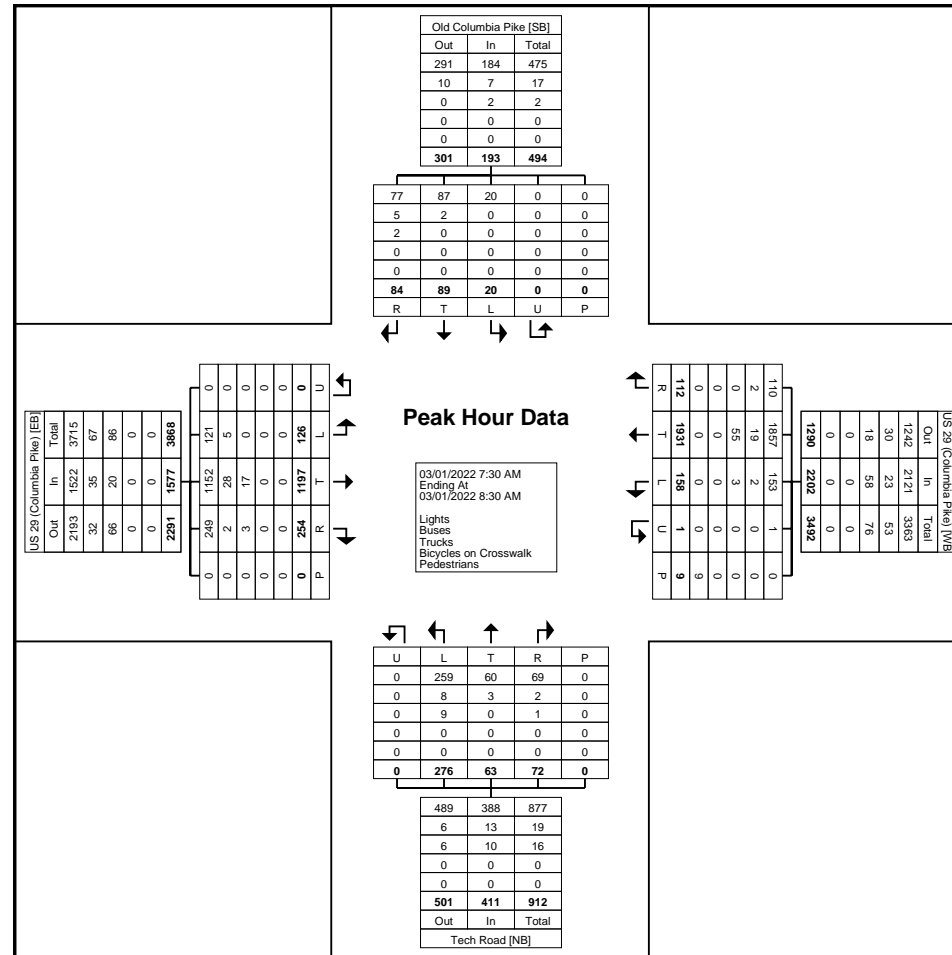 Old Columbia Pike [SB]
Out In Total
291 184 475
10 7 17
0 2 2
0 0 0
0 0 0
301 193 494
77 87 20 0 0
5 2 0 0 0
2 0 0 0 0
0 0 0 0 0
0 0 0 0 0
84 89 20 0 0
R T L U P
US 29 (Columbia Pike) [EB]
Out In Total
2193 1522 3715
32 35 67
66 20 86
0 0 0
0 0 0
2291 1577 3868
0 249 1152 121 0
0 2 28 5 0
0 3 17 0 0
0 0 0 0 0
0 0 0 0 0
0 254 1197 126 0
P R T L U
Peak Hour Data
03/01/2022 7:30 AM
Ending At
03/01/2022 8:30 AM
Lights
Buses
Trucks
Bicycles on Crosswalk
Pedestrians
US 29 (Columbia Pike) [WB]
Out In Total
1242 2121 3363
30 23 53
18 58 76
0 0 0
0 0 0
1290 2202 3492
110 1857 153 1 0
2 19 2 0 0
0 55 3 0 0
0 0 0 0 0
0 0 0 0 9
112 1931 158 1 9
R T L U P
U L T R P
0 259 60 69 0
0 8 3 2 0
0 9 0 1 0
0 0 0 0 0
0 0 0 0 0
0 276 63 72 0
489 388 877
6 13 19
6 10 16
0 0 0
0 0 0
501 411 912
Out In Total
Tech Road [NB]